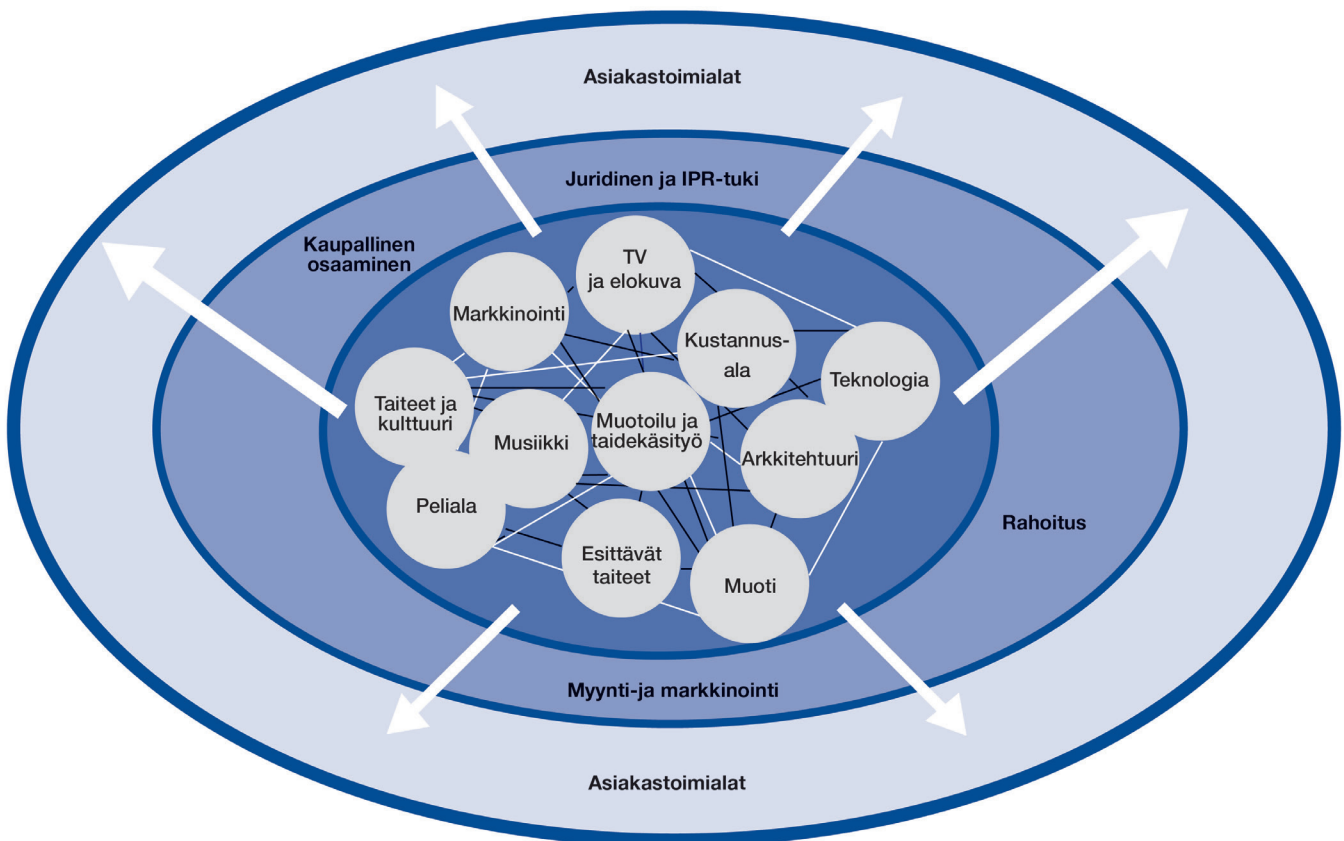 Asiakastoimialat
Juridinen ja IPR-tuki
Kaupallinen
osaaminen
TV
ja elokuva
Markkinointi
Kustannus-
ala
Teknologia
Taiteet ja
kulttuuri
Musiikki
Muotoilu ja
taidekäsityö
Arkkitehtuuri
Peliala
Rahoitus
Esittävät
taiteet
Muoti
Myynti-ja markkinointi
Asiakastoimialat